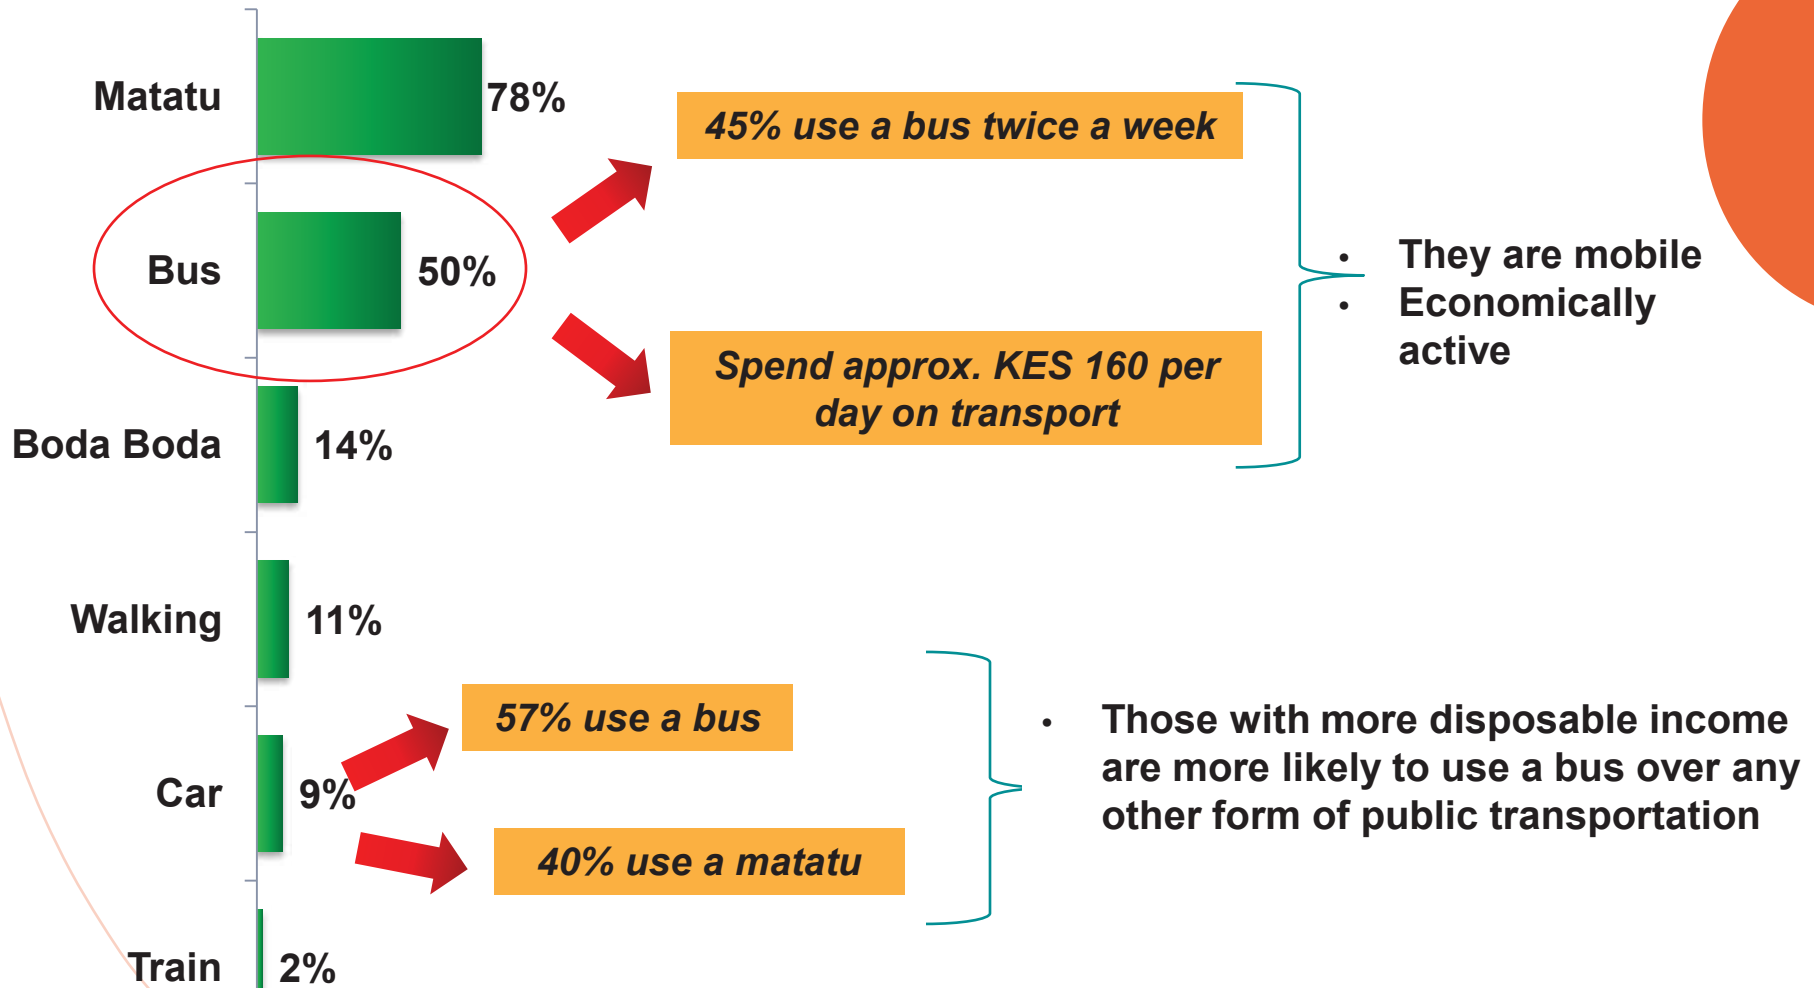 Matatu
78%
45% use a bus twice a week
Bus
50%
• They are mobile
• Economically
active
Spend approx. KES 160 per
day on transport
Boda Boda
14%
Walking
11%
57% use a bus
Car
9%
• Those with more disposable income
are more likely to use a bus over any
other form of public transportation
40% use a matatu
Train
2%